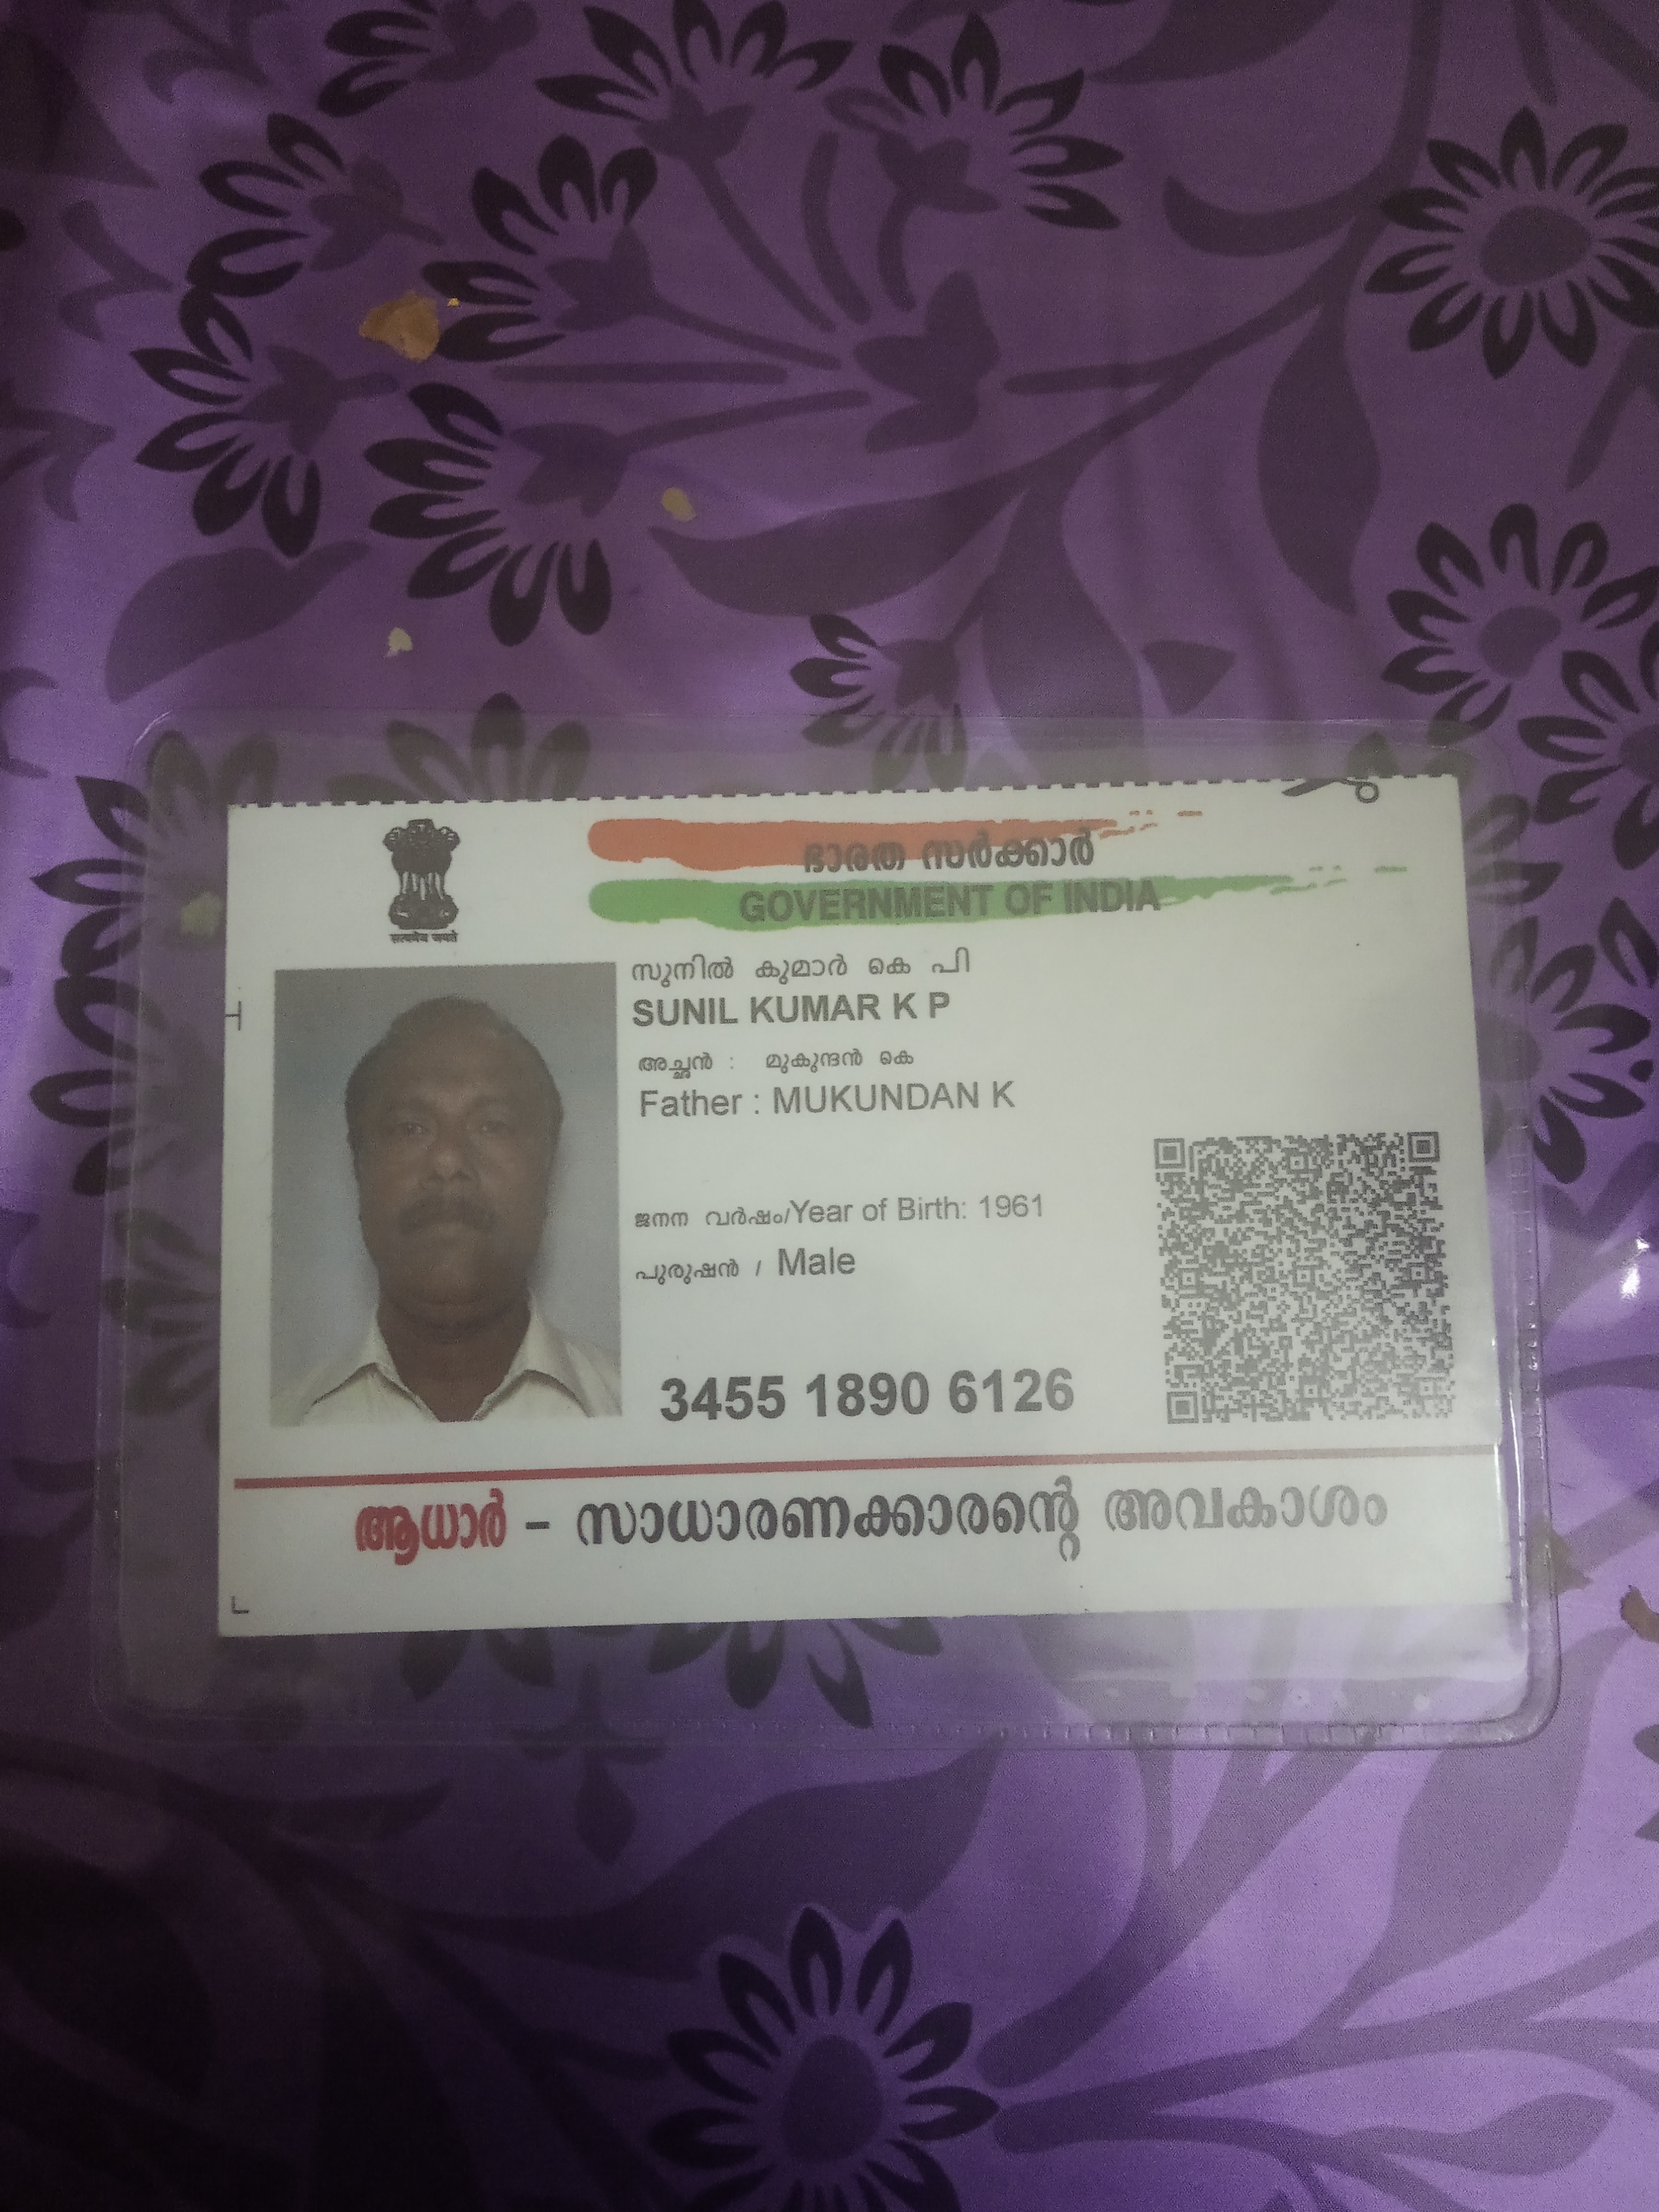 ഭാരത സർക്കാർ
GOVERNMENT OF INDIA
सत्यमेव जयते
സുനിൽ കുമാർ കെ പി
SUNIL KUMAR K P
അച്ഛൻ : മുകുന്ദൻ കെ
Father : MUKUNDAN K
ജനന വർഷം/Year of Birth: 1961
പുരുഷൻ / Male
3455 1890 6126
ആധാർ - സാധാരണക്കാരന്റെ അവകാശം